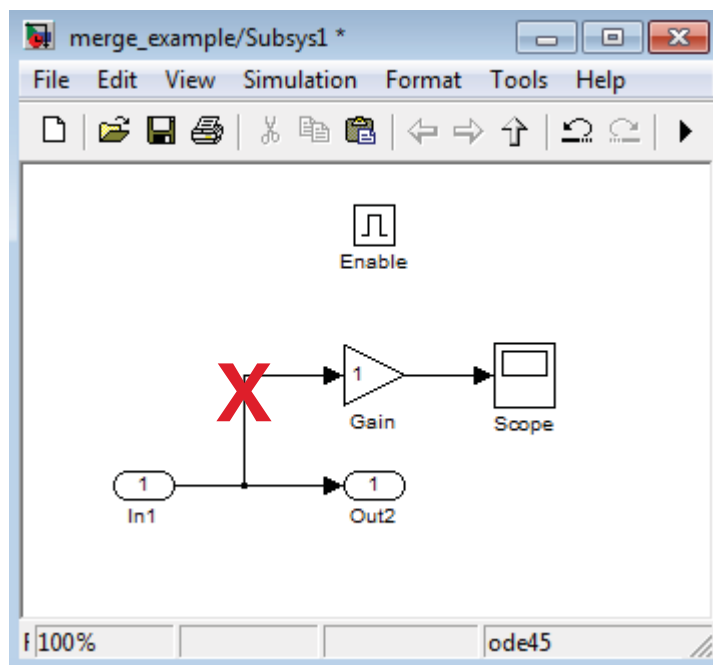 merge_example/Subsys1 *
File Edit View Simulation Format Tools Help
Enable
1
Gain
Scope
X
1
In1
1
Out2
F 100%
ode45